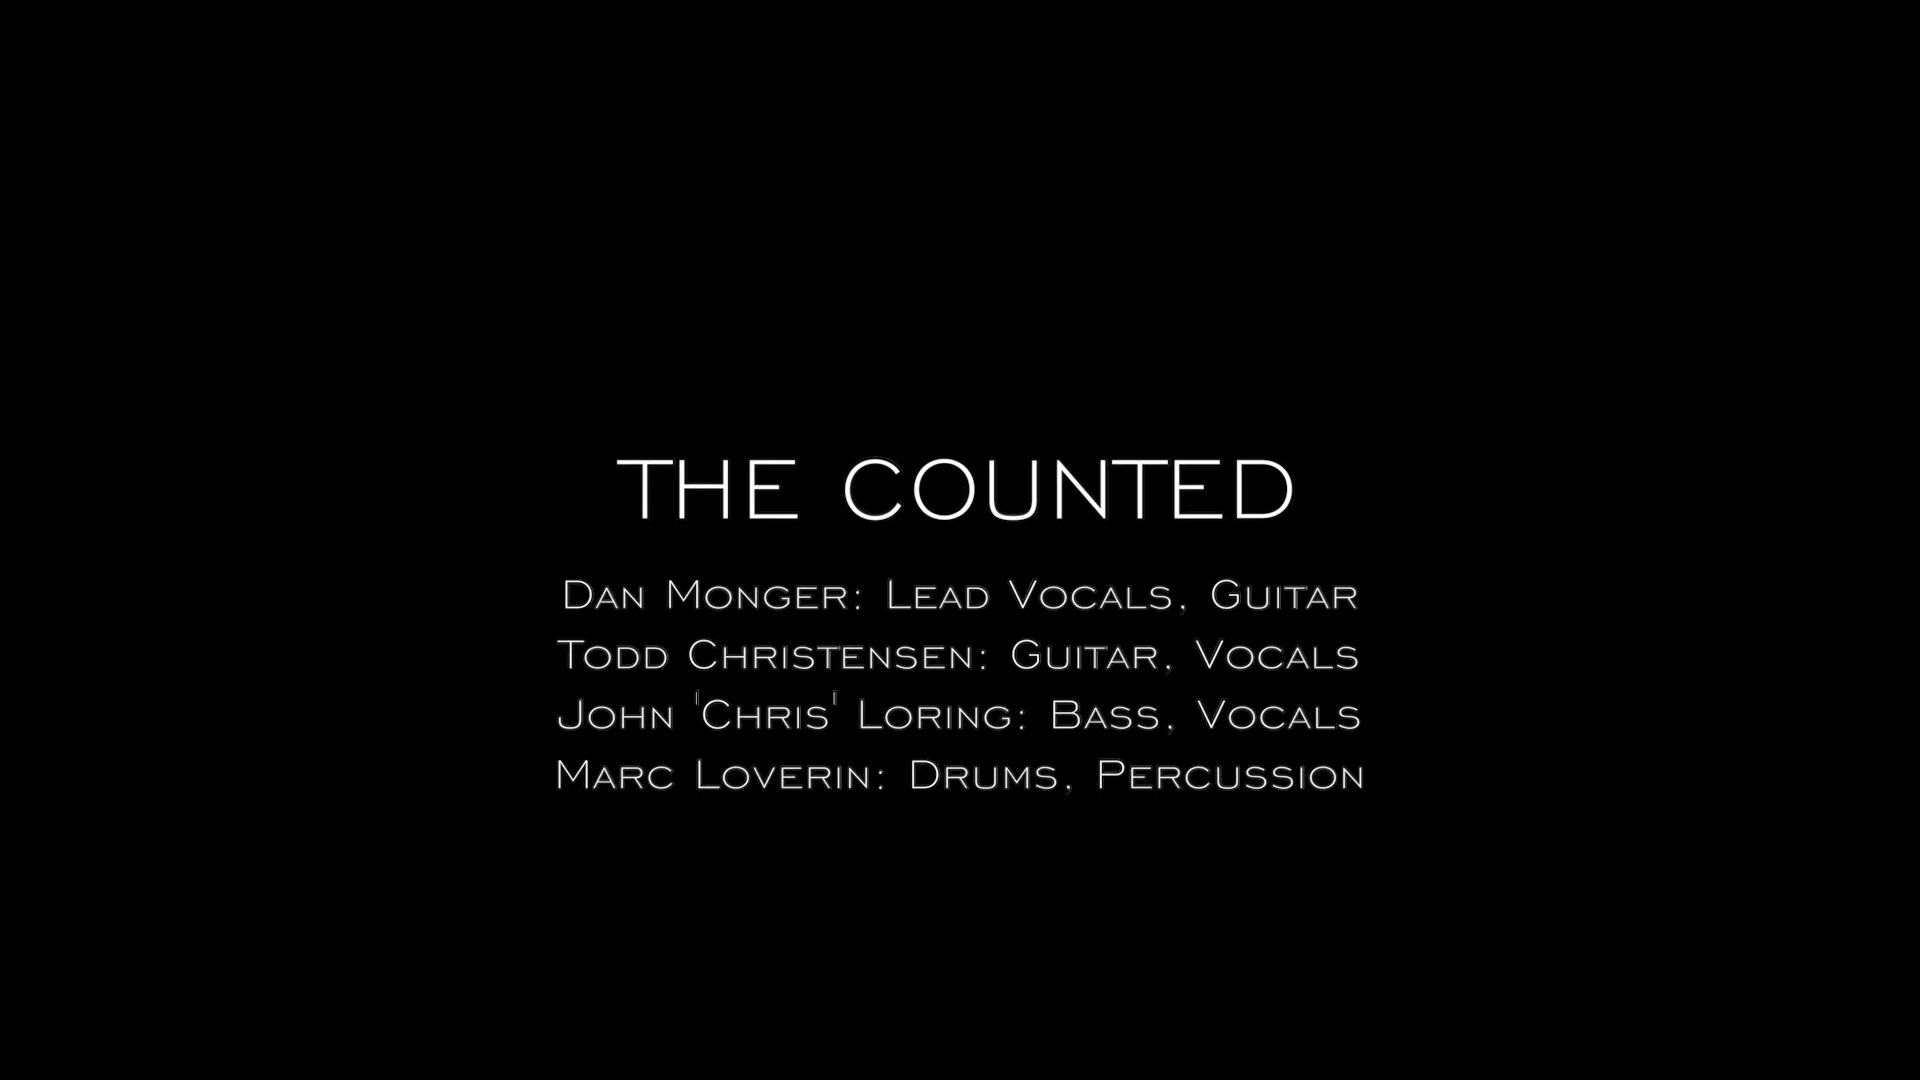 THE COUNTED
Dan Monger: Lead Vocals, Guitar
Todd Christensen: Guitar, Vocals
John 'Chris' Loring: Bass, Vocals
Marc Loverin: Drums, Percussion